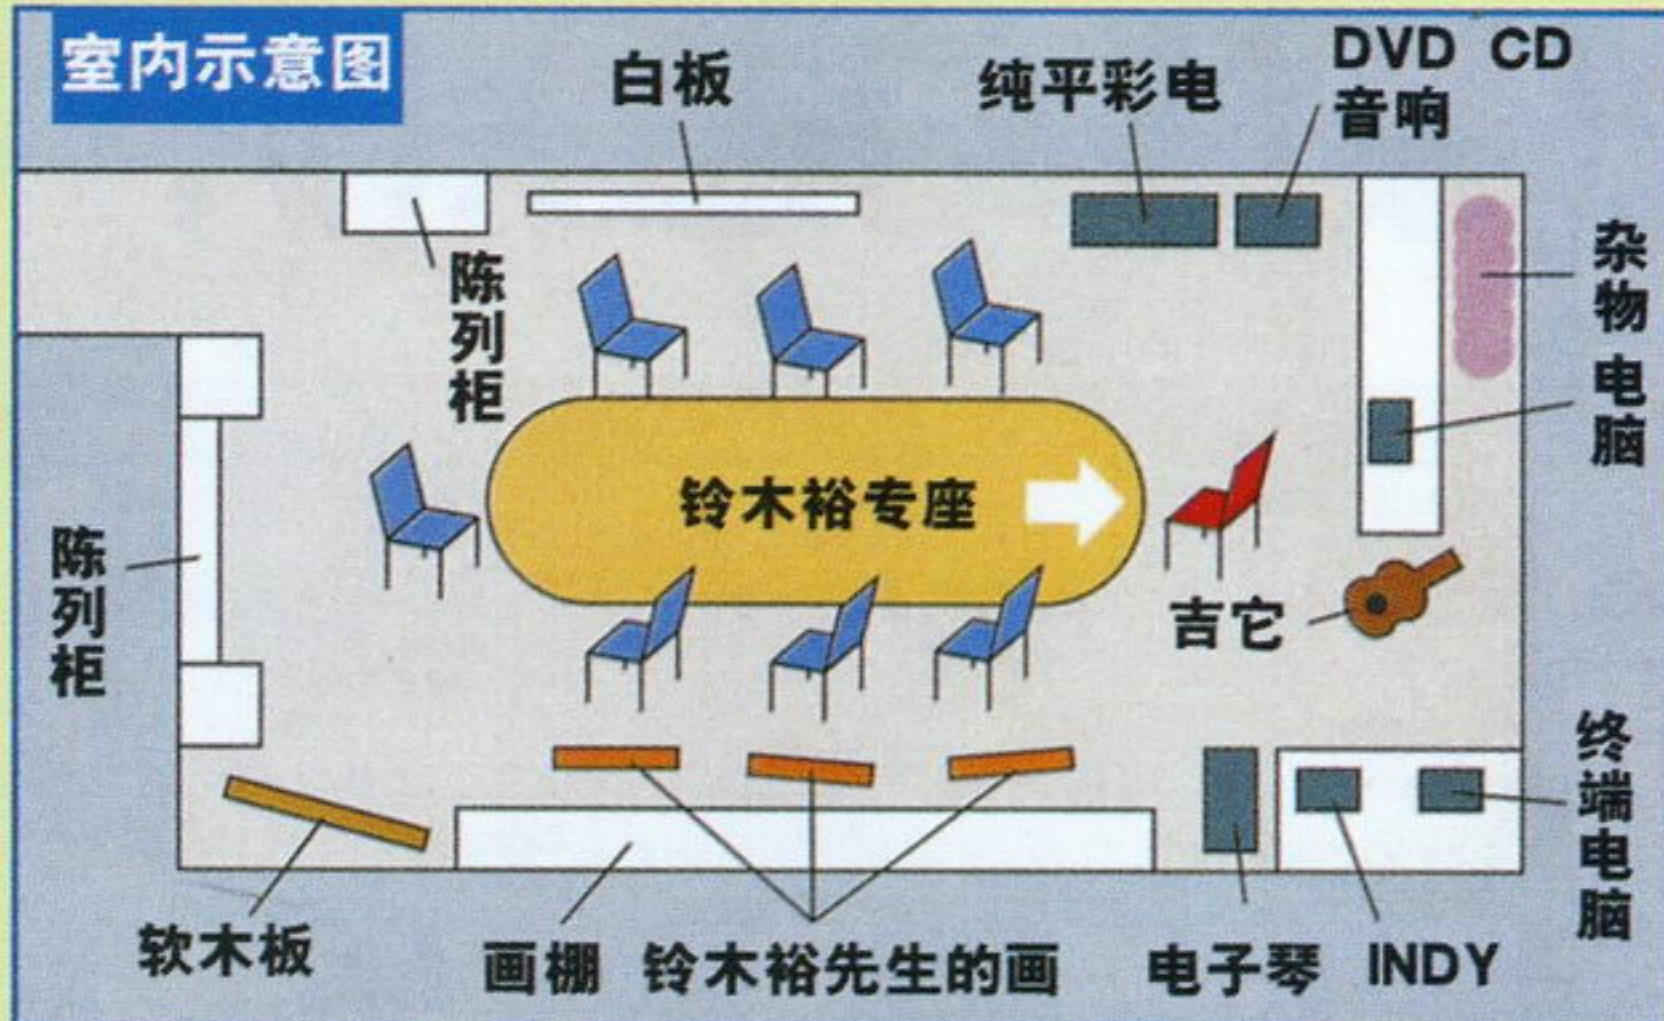 室内示意图
白板
纯平彩电
DVD CD
音响
陈列柜
杂物
电脑
铃木裕专座
陈列柜
吉它
终端电脑
软木板
画棚
铃木裕先生的画
电子琴
INDY